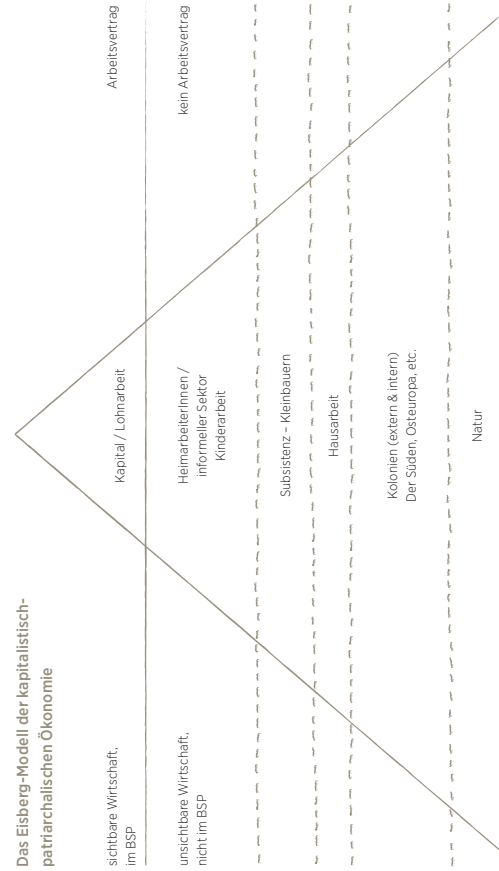 Das Eisberg-Modell der kapitalistisch-
patriarchalischen Ökonomie
sichtbare Wirtschaft,
im BSP
Kapital / Lohnarbeit
Arbeitsvertrag
unsichtbare Wirtschaft,
nicht im BSP
HeimarbeiterInnen /
informeller Sektor
Kinderarbeit
kein Arbeitsvertrag
Subsistenz – Kleinbauern
Hausarbeit
Kolonien (extern & intern)
Der Süden, Osteuropa, etc.
Natur